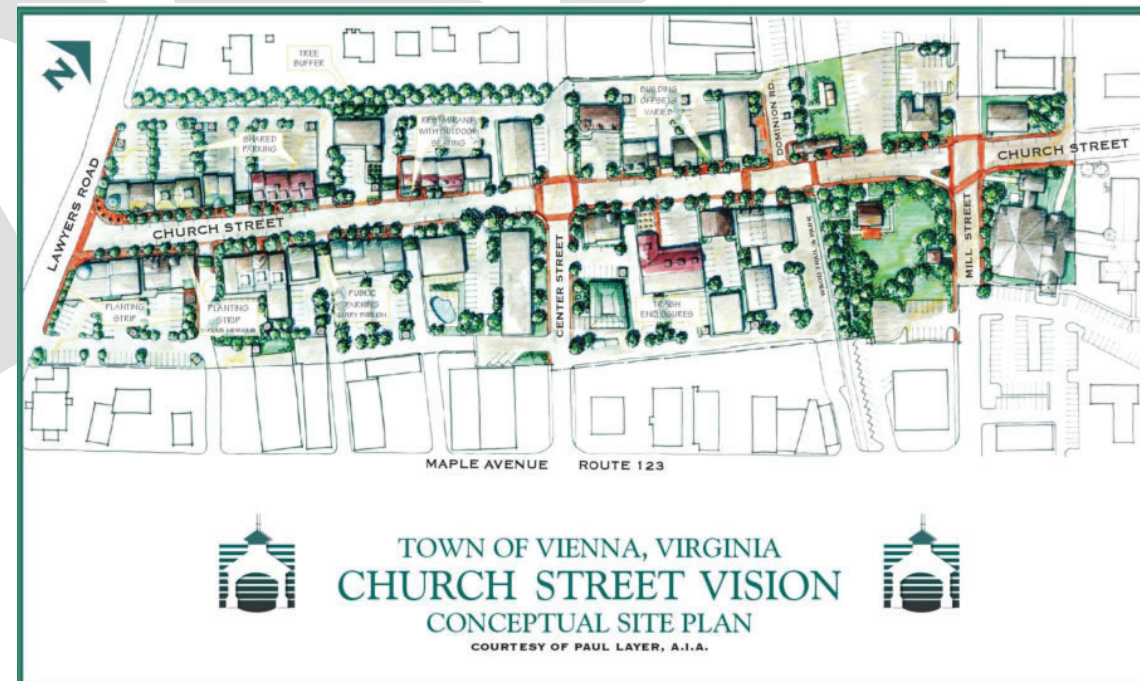 N
TREE
BUFFER
BUILDING
OFFSETS
VARIED
DOMINION RD.
RESTAURANT
WITH OUTDOOR
SEATING
SHARED
PARKING
LAWYERS ROAD
CHURCH STREET
CHURCH STREET
CENTER STREET
MILL STREET
PLANTING
STRIP
PLANTING
STRIP
PUBLIC
PARKING
TRASH
ENCLOSURES
TRAIL & PARK
MAPLE AVENUE ROUTE 123
TOWN OF VIENNA, VIRGINIA
CHURCH STREET VISION
CONCEPTUAL SITE PLAN
COURTESY OF PAUL LAYER, A.I.A.